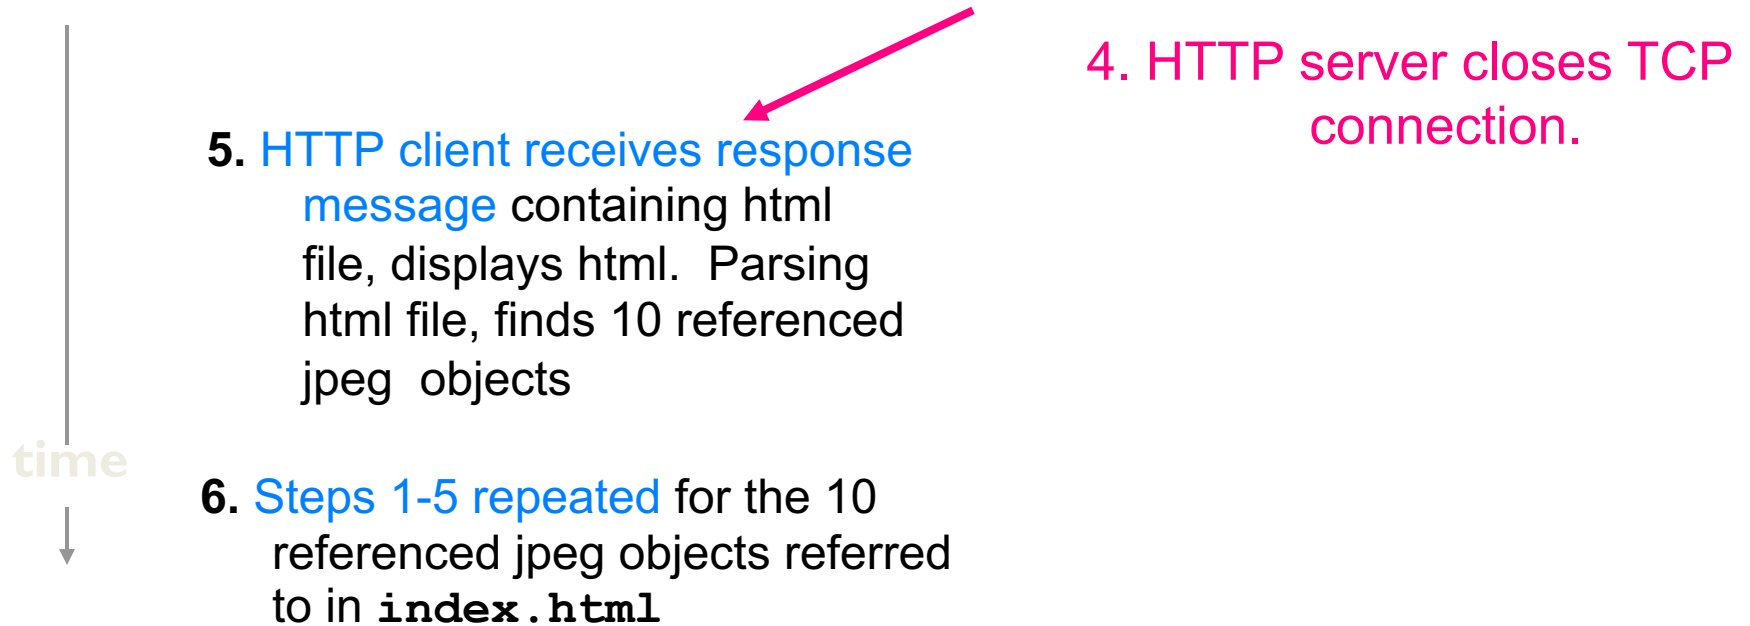 4. HTTP server closes TCP
connection.
5. HTTP client receives response
message containing html
file, displays html.  Parsing
html file, finds 10 referenced
jpeg  objects
time
6. Steps 1-5 repeated for the 10
referenced jpeg objects referred
to in index.html